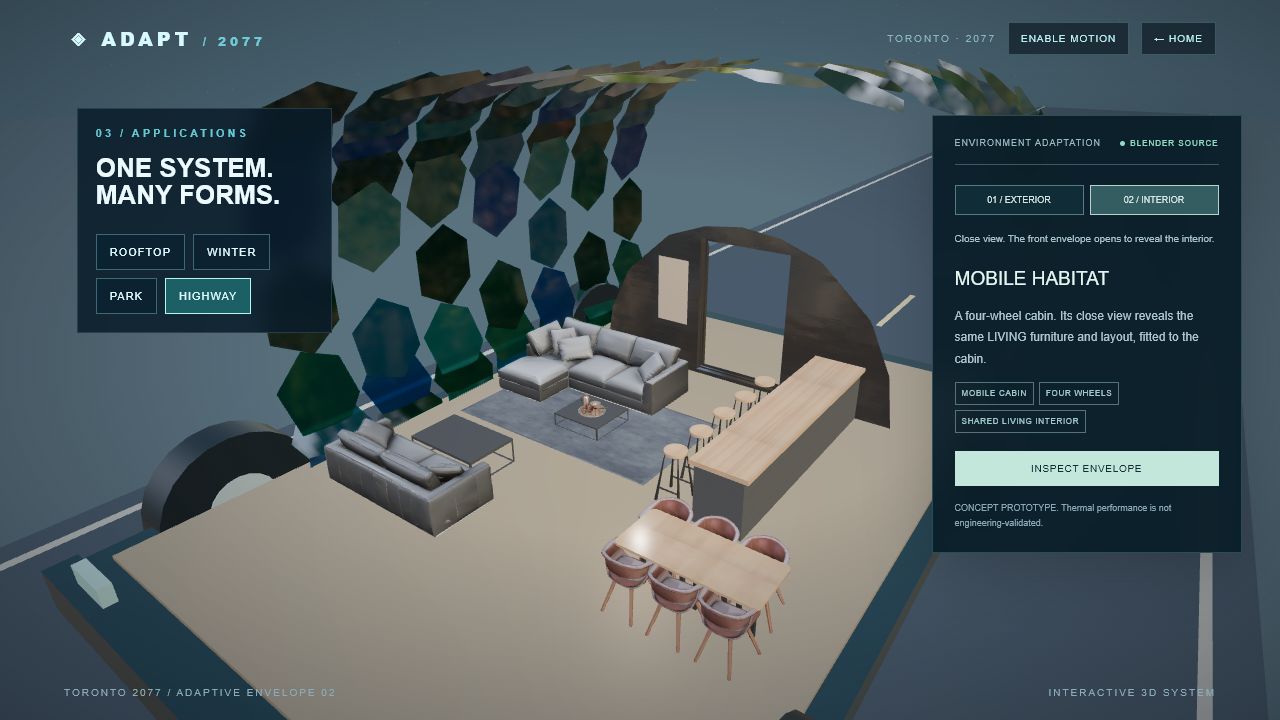 ADAPT / 2077
TORONTO · 2077
ENABLE MOTION
← HOME
03 / APPLICATIONS
ONE SYSTEM.
MANY FORMS.
ROOFTOP
WINTER
PARK
HIGHWAY
ENVIRONMENT ADAPTATION
BLENDER SOURCE
01 / EXTERIOR
02 / INTERIOR
Close view. The front envelope opens to reveal the interior.
MOBILE HABITAT
A four-wheel cabin. Its close view reveals the
same LIVING furniture and layout, fitted to the
cabin.
MOBILE CABIN
FOUR WHEELS
SHARED LIVING INTERIOR
INSPECT ENVELOPE
CONCEPT PROTOTYPE. Thermal performance is not
engineering-validated.
TORONTO 2077 / ADAPTIVE ENVELOPE 02
INTERACTIVE 3D SYSTEM